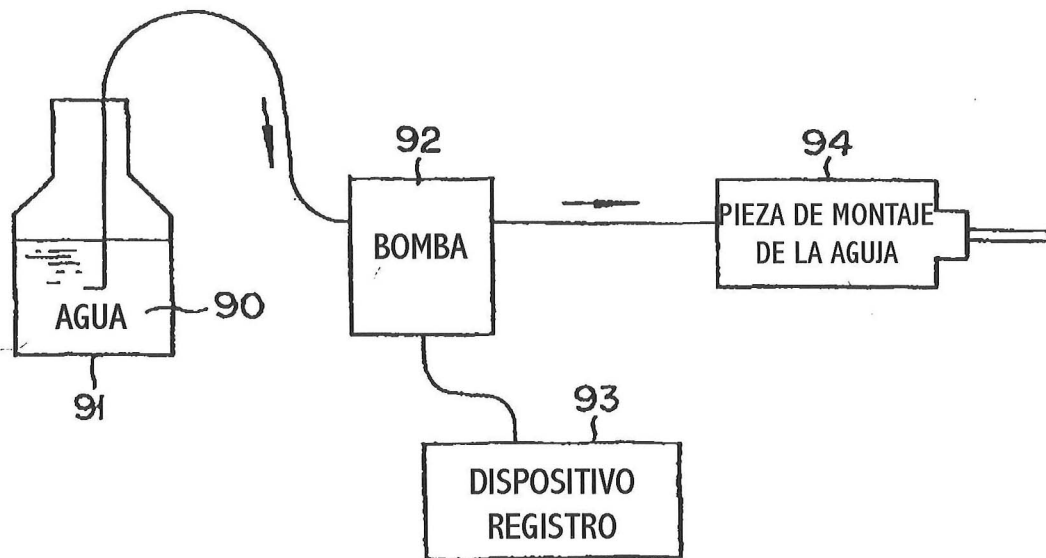 92
94
BOMBA
PIEZA DE MONTAJE
DE LA AGUJA
AGUA
90
91
93
DISPOSITIVO
REGISTRO